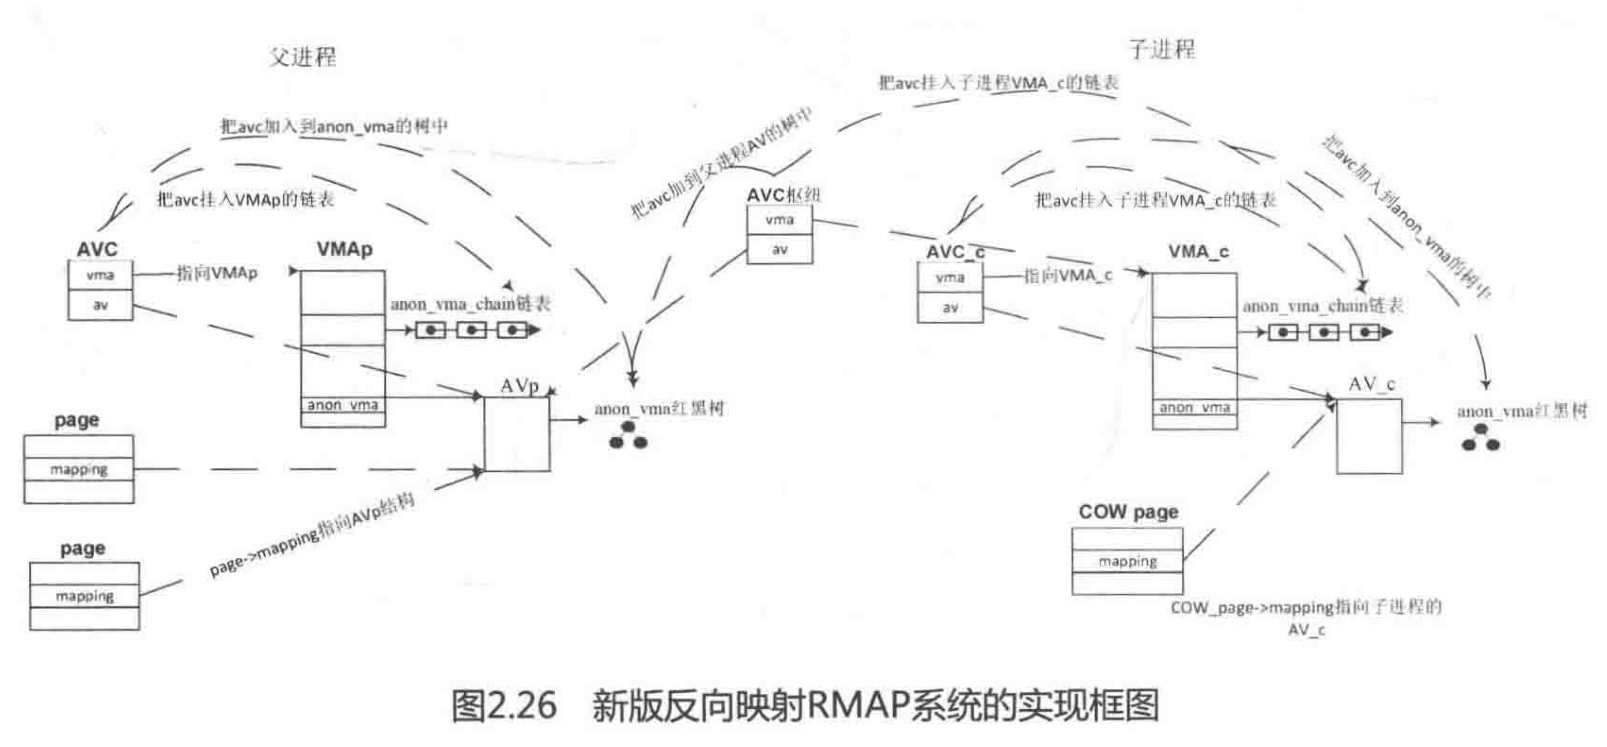 父进程
子进程
把avc挂入子进程VMA_c的链表
把avc加入到anon_vma的树中
把avc加到父进程AV的树中
把avc加入到anon_vma的树中
把avc挂入VMAp的链表
AVC枢纽
vma
av
把avc挂入子进程VMA_c的链表
AVC
vma
av
指向VMAp
VMAp
anon_vma_chain链表
anon_vma
AVp
anon_vma红黑树
AVC_c
vma
av
指向VMA_c
VMA_c
anon_vma_chain链表
anon_vma
AV_c
anon_vma红黑树
page
mapping
page->mapping指向AVp结构
page
mapping
COW page
mapping
COW_page->mapping指向子进程的
AV_c
图2.26 新版反向映射RMAP系统的实现框图